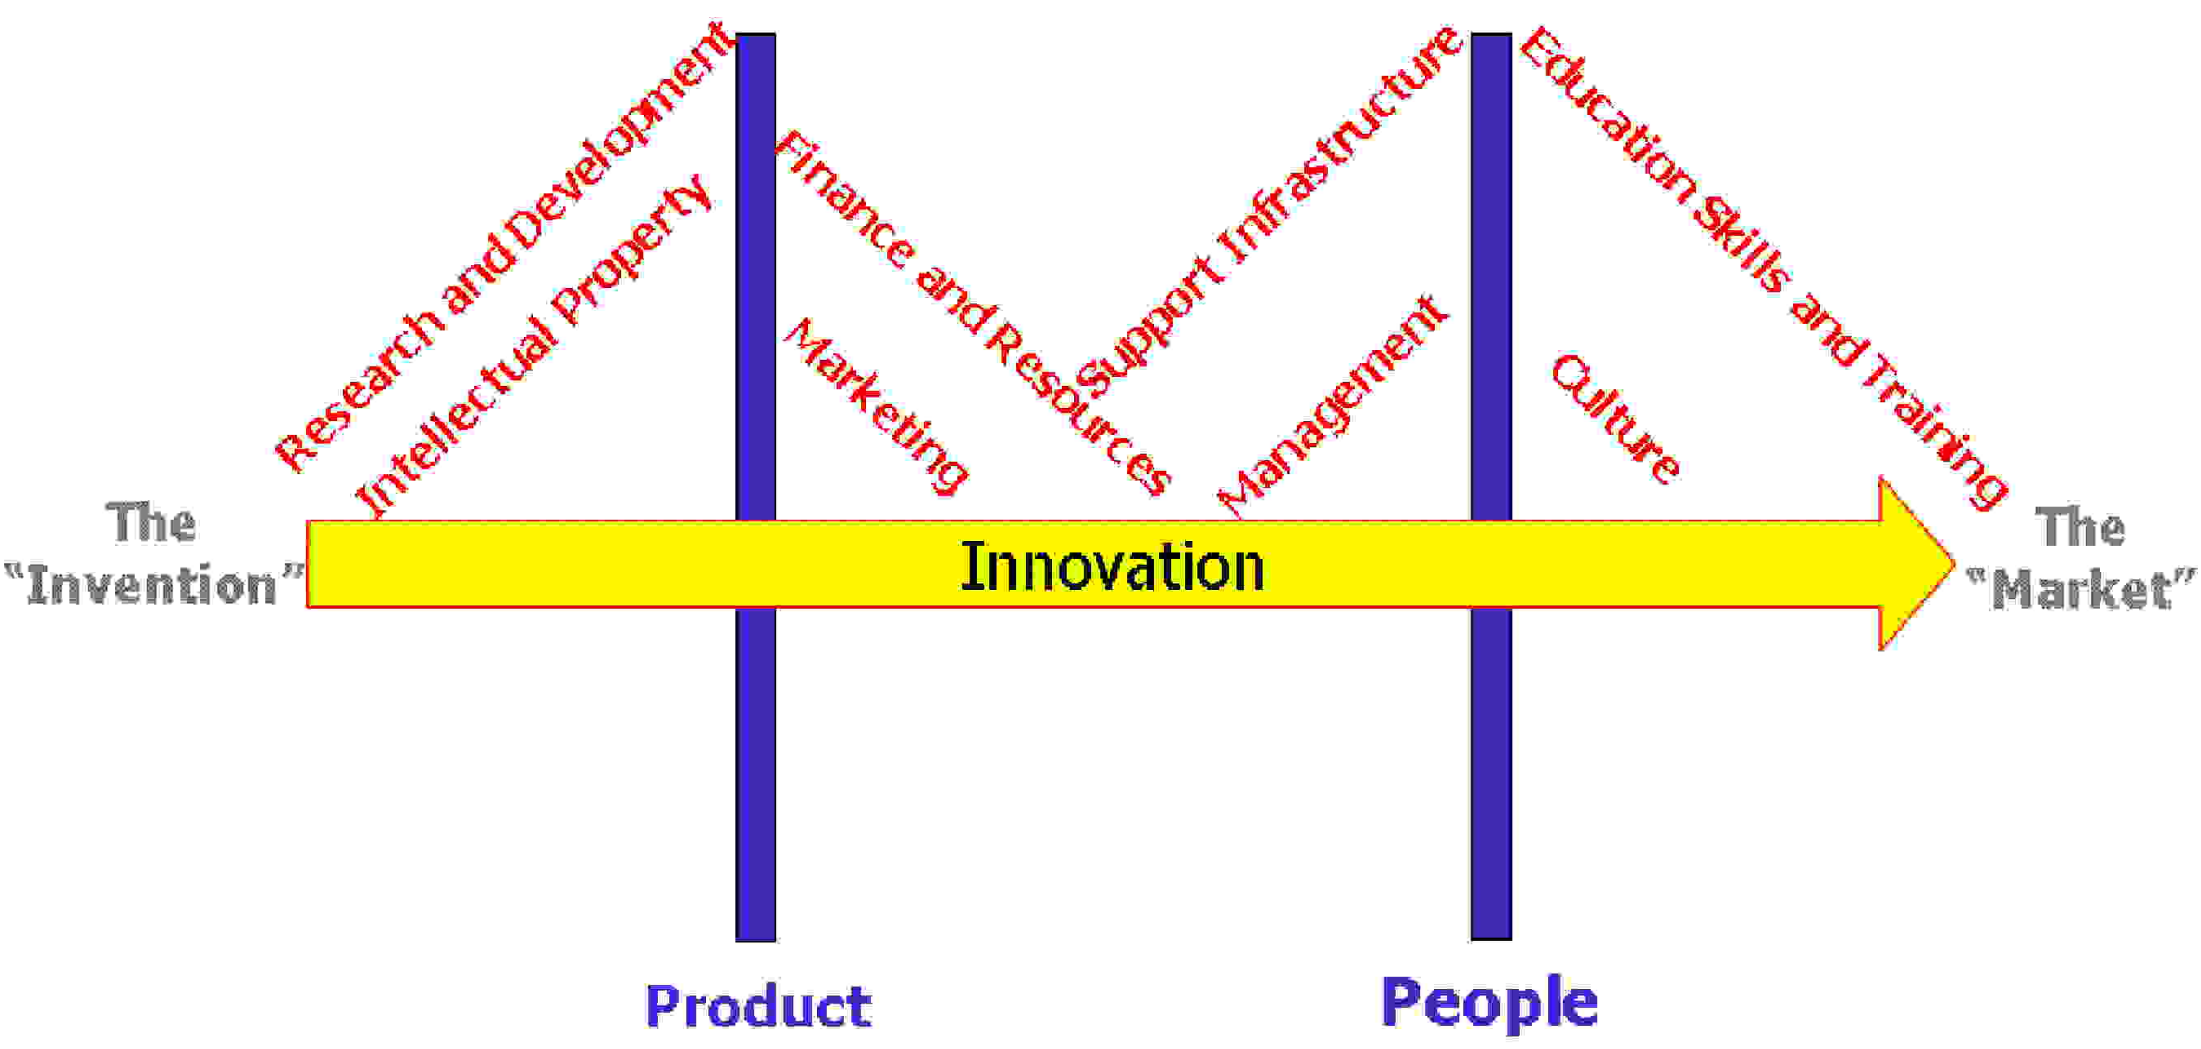 Research and Development
Intellectual Property
Finance and Resources
Marketing
Support Infrastructure
Management
Education Skills and Training
Culture
The
“Invention”
Innovation
The
“Market”
Product
People